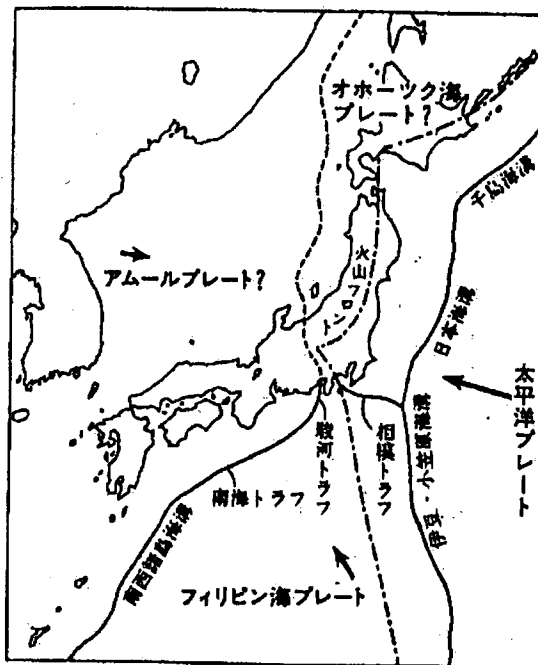 オホーツク海
プレート?
千島海溝
アムールプレート?
火山フロント
日本海溝
太平洋プレート
駿河トラフ
相模トラフ
伊豆・小笠原海溝
南海トラフ
南西諸島海溝
フィリピン海プレート